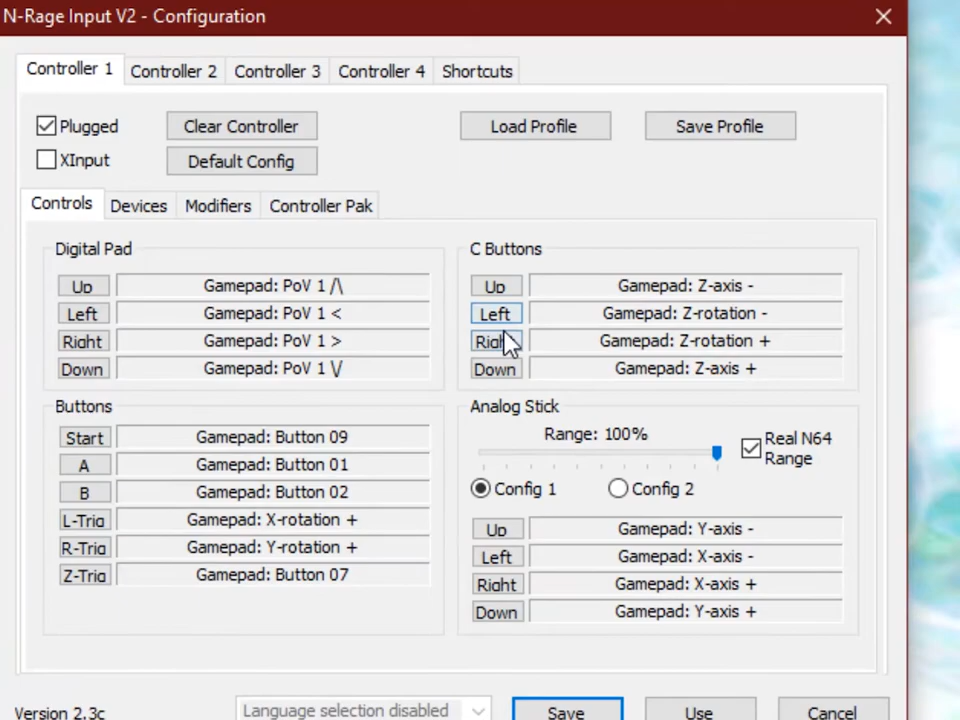 N-Rage Input V2 - Configuration
Controller 1 Controller 2 Controller 3 Controller 4 Shortcuts
Plugged Clear Controller Load Profile Save Profile
XInput Default Config
Controls Devices Modifiers Controller Pak
Digital Pad
Up Gamepad: PoV 1 /\
Left Gamepad: PoV 1 <
Right Gamepad: PoV 1 >
Down Gamepad: PoV 1 \/
C Buttons
Up Gamepad: Z-axis -
Left Gamepad: Z-rotation -
Right Gamepad: Z-rotation +
Down Gamepad: Z-axis +
Buttons
Start Gamepad: Button 09
A Gamepad: Button 01
B Gamepad: Button 02
L-Trig Gamepad: X-rotation +
R-Trig Gamepad: Y-rotation +
Z-Trig Gamepad: Button 07
Analog Stick
Range: 100%
Real N64
Range
Config 1 Config 2
Up Gamepad: Y-axis -
Left Gamepad: X-axis -
Right Gamepad: X-axis +
Down Gamepad: Y-axis +
Version 2.3c Language selection disabled Save Use Cancel